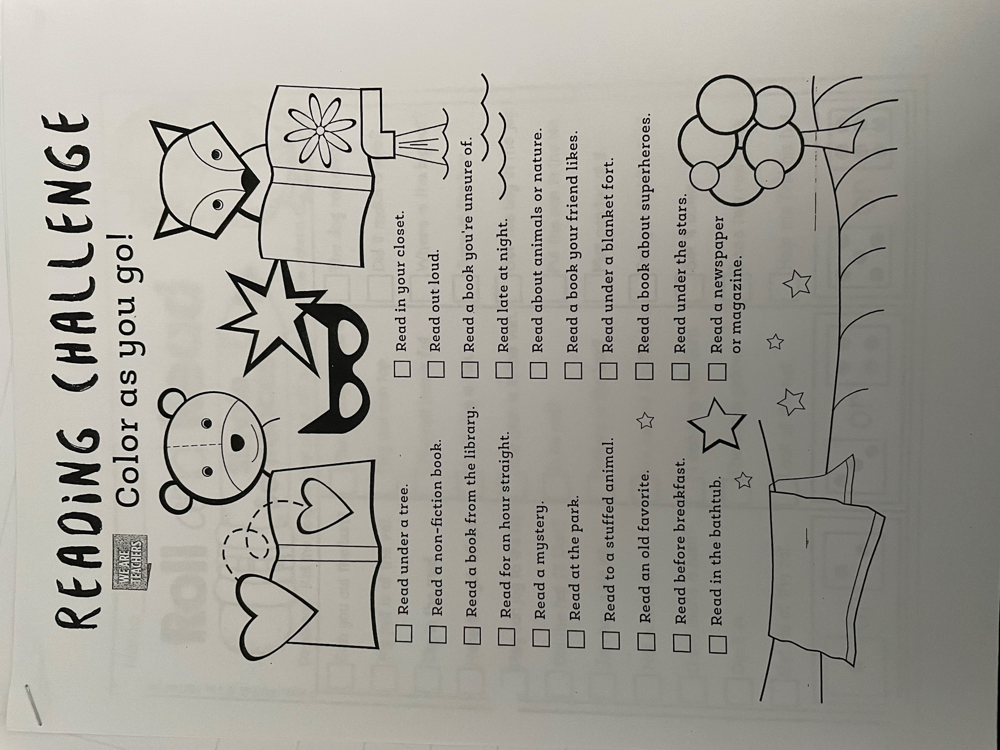 READING CHALLENGE
WE ARE
TEACHERS
Color as you go!
Read under a tree.
Read a non-fiction book.
Read a book from the library.
Read for an hour straight.
Read a mystery.
Read at the park.
Read to a stuffed animal.
Read an old favorite.
Read before breakfast.
Read in the bathtub.
Read in your closet.
Read out loud.
Read a book you're unsure of.
Read late at night.
Read about animals or nature.
Read a book your friend likes.
Read under a blanket fort.
Read a book about superheroes.
Read under the stars.
Read a newspaper
or magazine.